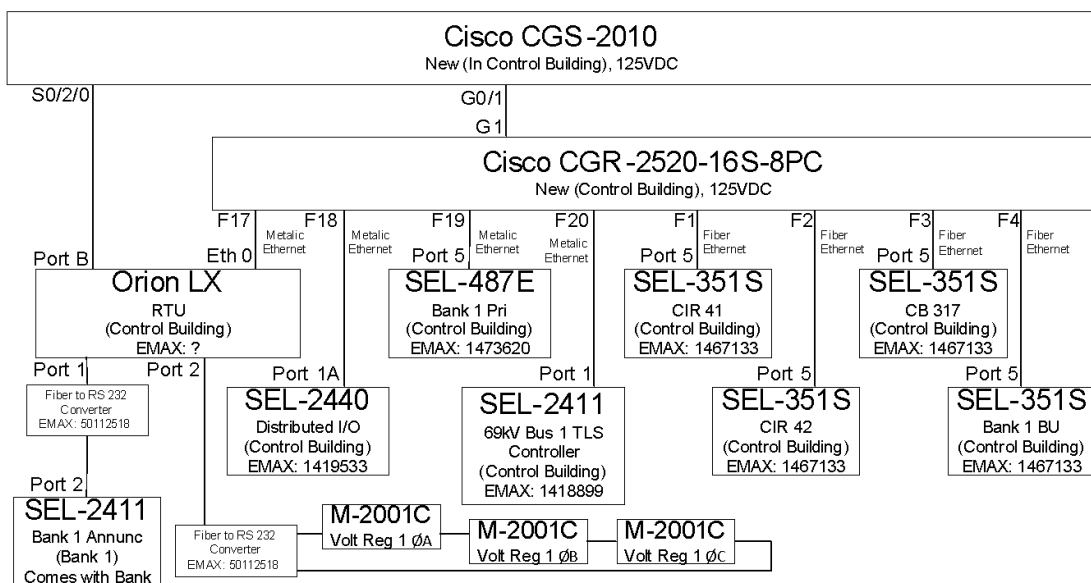 Cisco CGS-2010
New (In Control Building), 125VDC
S0/2/0
G0/1
G1
Cisco CGR-2520-16S-8PC
New (Control Building), 125VDC
F17
F18
F19
F20
F1
F2
F3
F4
Metalic
Ethernet
Metalic
Ethernet
Metalic
Ethernet
Metalic
Ethernet
Fiber
Ethernet
Fiber
Ethernet
Fiber
Ethernet
Fiber
Ethernet
Port B
Eth 0
Port 5
Port 5
Port 5
Orion LX
RTU
(Control Building)
EMAX: ?
SEL-487E
Bank 1 Pri
(Control Building)
EMAX: 1473620
SEL-351S
CIR 41
(Control Building)
EMAX: 1467133
SEL-351S
CB 317
(Control Building)
EMAX: 1467133
Port 1
Port 2
Port 1A
Port 1
Port 5
Port 5
Fiber to RS 232
Converter
EMAX: 50112518
SEL-2440
Distributed I/O
(Control Building)
EMAX: 1419533
SEL-2411
69kV Bus 1 TLS
Controller
(Control Building)
EMAX: 1418899
SEL-351S
CIR 42
(Control Building)
EMAX: 1467133
SEL-351S
Bank 1 BU
(Control Building)
EMAX: 1467133
Port 2
SEL-2411
Bank 1 Annunc
(Bank 1)
Comes with Bank
Fiber to RS 232
Converter
EMAX: 50112518
M-2001C
Volt Reg 1 ØA
M-2001C
Volt Reg 1 ØB
M-2001C
Volt Reg 1 ØC